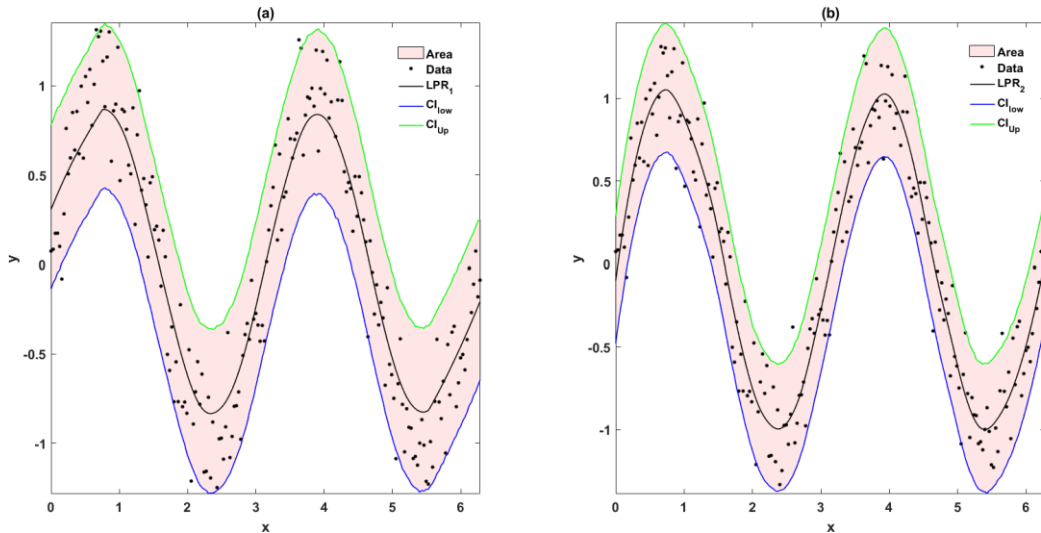 (a)
1
0.5
0
-0.5
-1
y
0 1 2 3 4 5 6
x
Area
Data
LPR1
CIlow
CIUp
(b)
1
0.5
0
-0.5
-1
y
0 1 2 3 4 5 6
x
Area
Data
LPR2
CIlow
CIUp